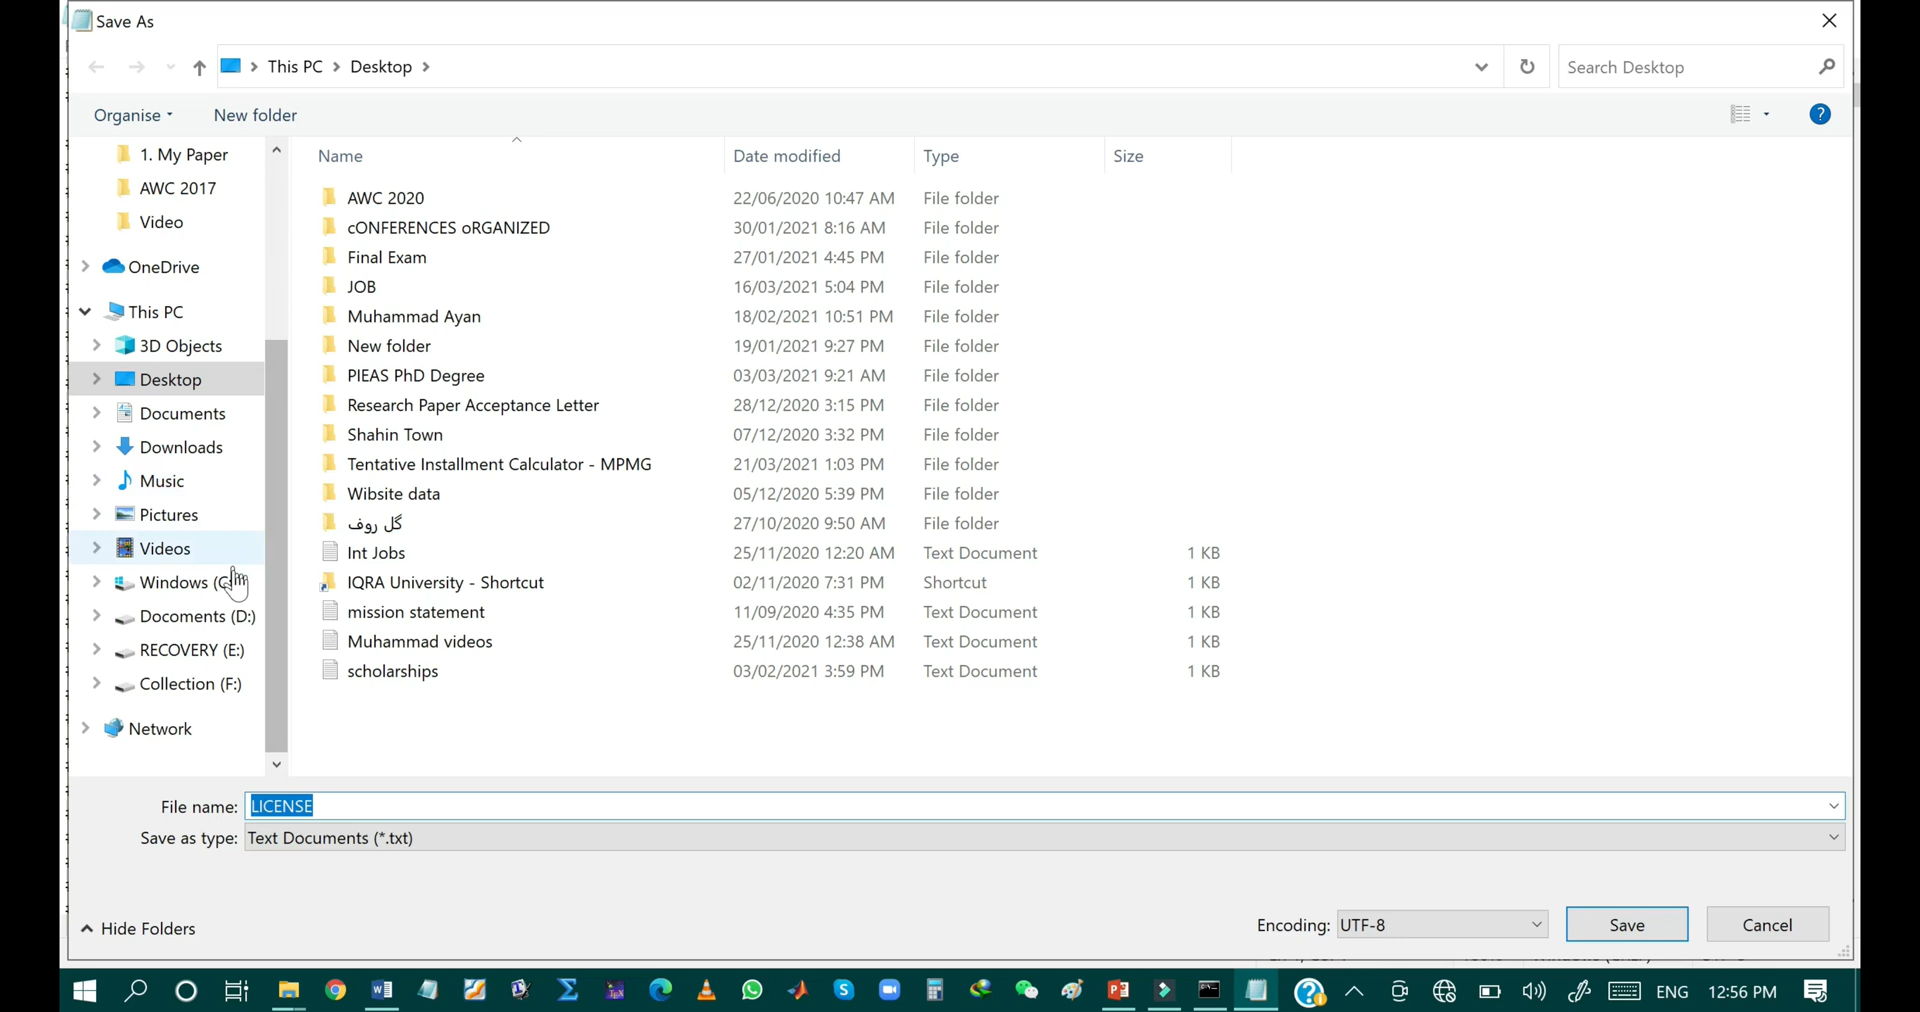 Save As
This PC
Desktop
Search Desktop
Organise
New folder
1. My Paper
AWC 2017
Video
OneDrive
This PC
3D Objects
Desktop
Documents
Downloads
Music
Pictures
Videos
Windows (C
Docoments (D:)
RECOVERY (E:)
Collection (F:)
Network
Name Date modified Type Size
AWC 2020 22/06/2020 10:47 AM File folder
cONFERENCES oRGANIZED 30/01/2021 8:16 AM File folder
Final Exam 27/01/2021 4:45 PM File folder
JOB 16/03/2021 5:04 PM File folder
Muhammad Ayan 18/02/2021 10:51 PM File folder
New folder 19/01/2021 9:27 PM File folder
PIEAS PhD Degree 03/03/2021 9:21 AM File folder
Research Paper Acceptance Letter 28/12/2020 3:15 PM File folder
Shahin Town 07/12/2020 3:32 PM File folder
Tentative Installment Calculator - MPMG 21/03/2021 1:03 PM File folder
Wibsite data 05/12/2020 5:39 PM File folder
گل روف 27/10/2020 9:50 AM File folder
Int Jobs 25/11/2020 12:20 AM Text Document 1 KB
IQRA University - Shortcut 02/11/2020 7:31 PM Shortcut 1 KB
mission statement 11/09/2020 4:35 PM Text Document 1 KB
Muhammad videos 25/11/2020 12:38 AM Text Document 1 KB
scholarships 03/02/2021 3:59 PM Text Document 1 KB
File name: LICENSE
Save as type: Text Documents (*.txt)
Hide Folders
Encoding: UTF-8 Save Cancel
ENG 12:56 PM